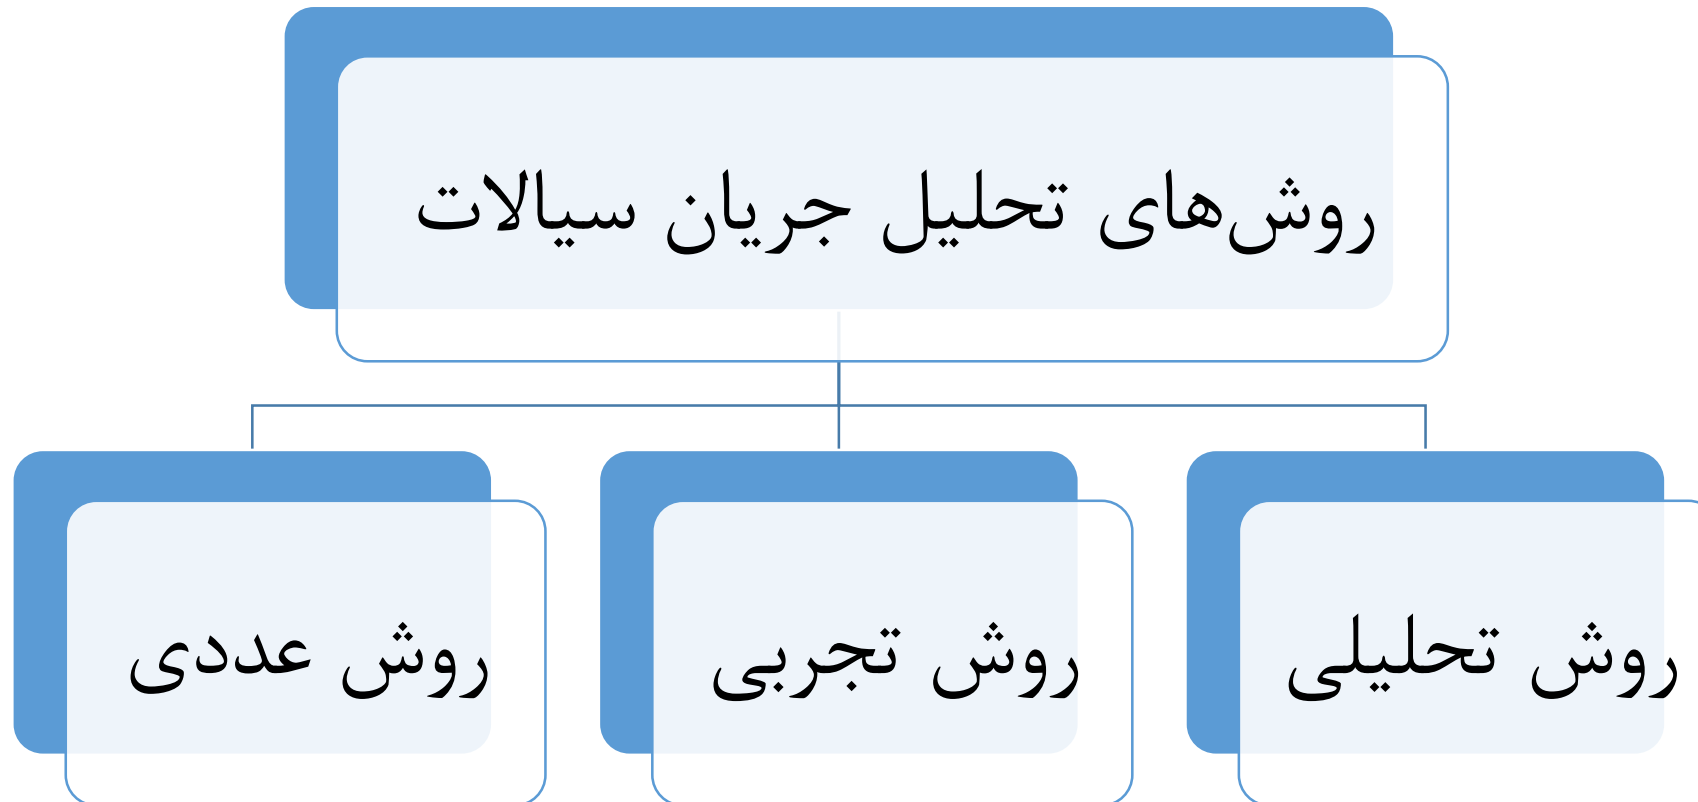 روش‌های تحلیل جریان سیالات
روش تحلیلی
روش تجربی
روش عددی